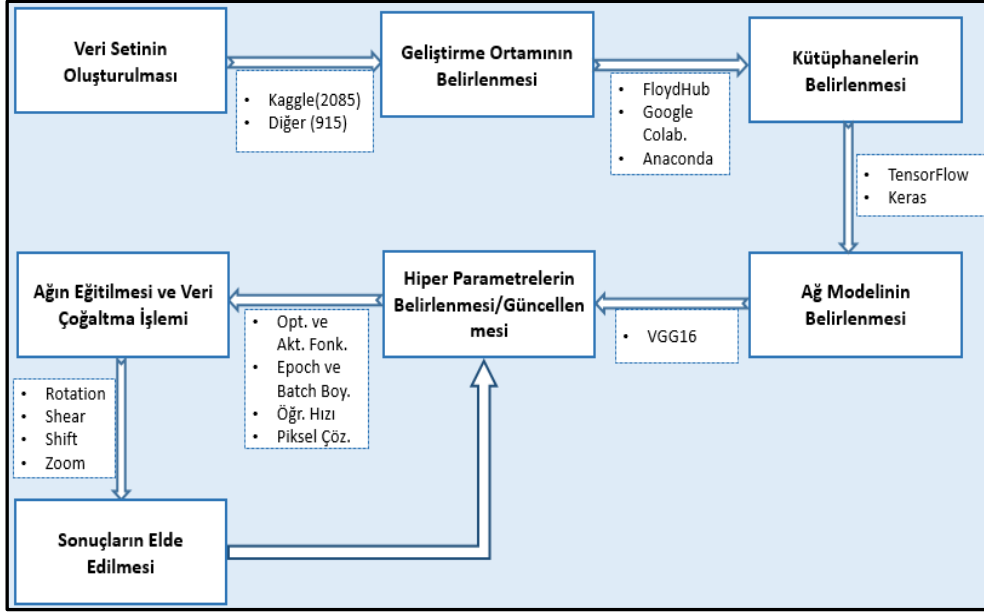 Veri Setinin
Oluşturulması
• Kaggle(2085)
• Diğer (915)
Geliştirme Ortamının
Belirlenmesi
• FloydHub
• Google
Colab.
• Anaconda
Kütüphanelerin
Belirlenmesi
• TensorFlow
• Keras
Ağ Modelinin
Belirlenmesi
• VGG16
Hiper Parametrelerin
Belirlenmesi/Güncellen
mesi
• Opt. ve
Akt. Fonk.
• Epoch ve
Batch Boy.
• Öğr. Hızı
• Piksel Çöz.
Ağın Eğitilmesi ve Veri
Çoğaltma İşlemi
• Rotation
• Shear
• Shift
• Zoom
Sonuçların Elde
Edilmesi